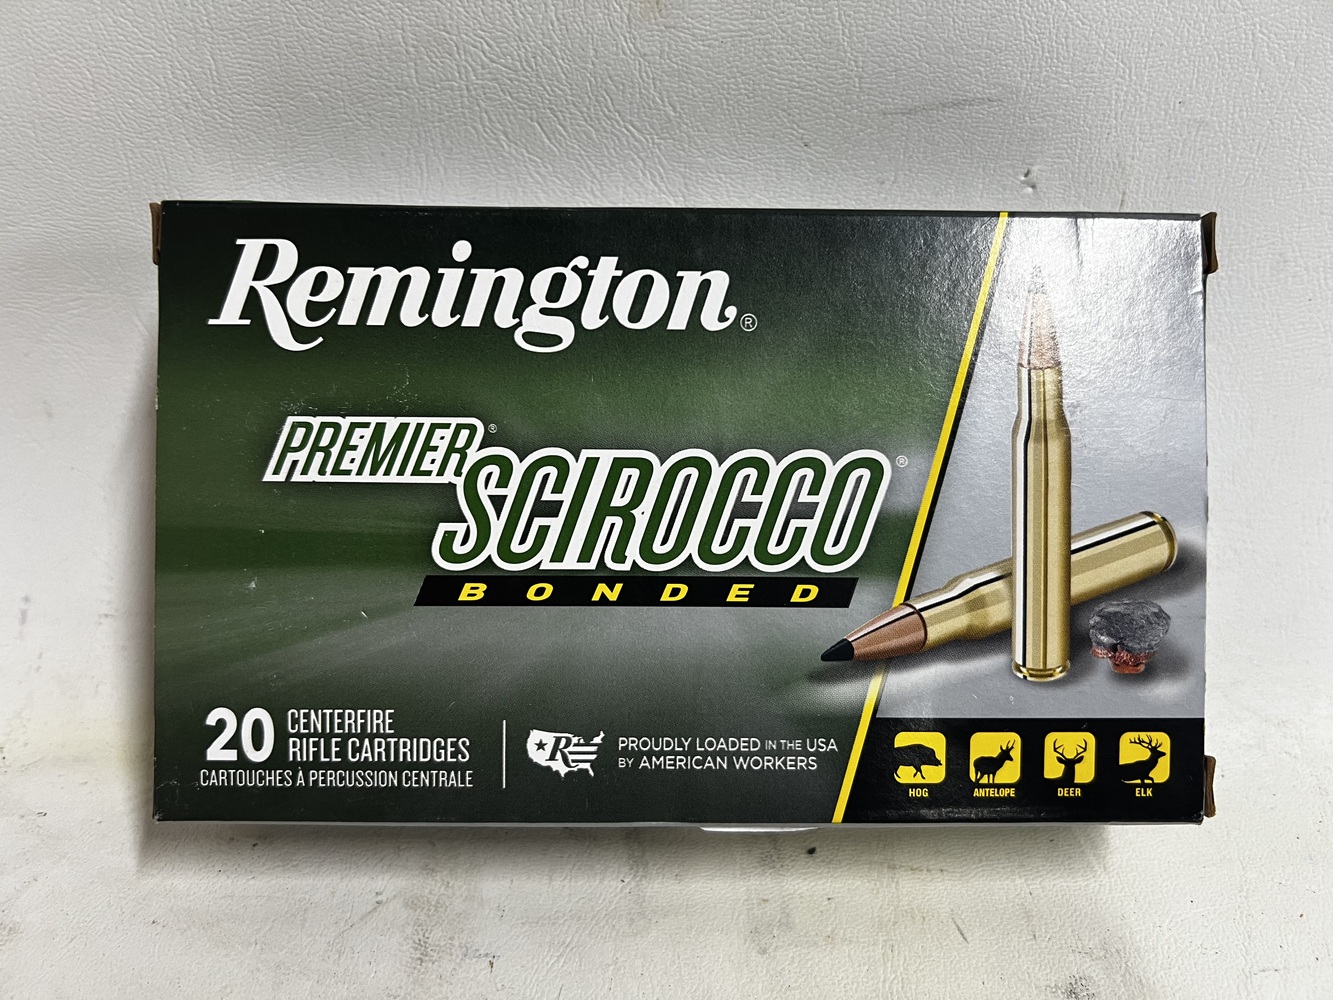 Remington®
PREMIER®
SCIROCCO®
BONDED
20 CENTERFIRE
RIFLE CARTRIDGES
CARTOUCHES À PERCUSSION CENTRALE
R
PROUDLY LOADED IN THE USA
BY AMERICAN WORKERS
HOG
ANTELOPE
DEER
ELK